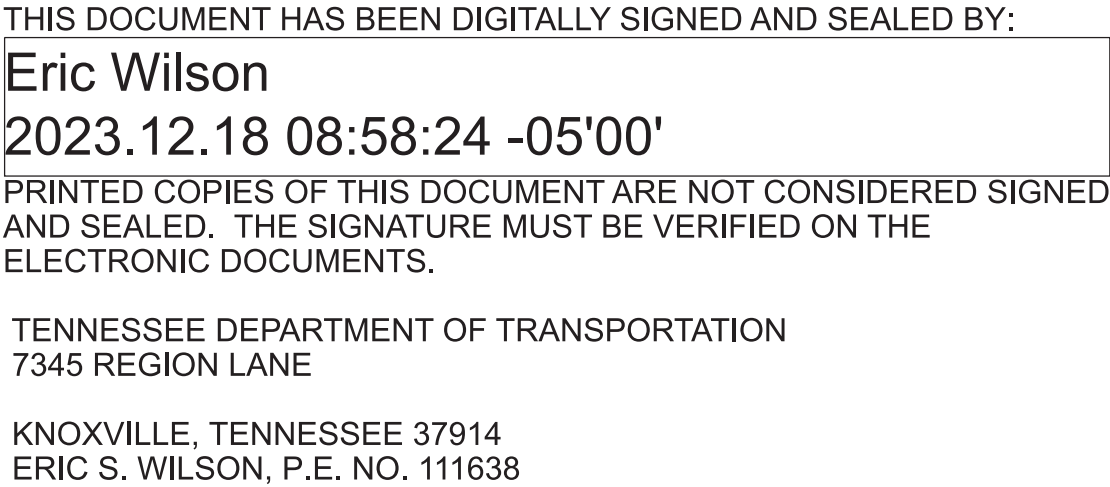 THIS DOCUMENT HAS BEEN DIGITALLY SIGNED AND SEALED BY:
Eric Wilson
2023.12.18 08:58:24 -05'00'
PRINTED COPIES OF THIS DOCUMENT ARE NOT CONSIDERED SIGNED
AND SEALED. THE SIGNATURE MUST BE VERIFIED ON THE
ELECTRONIC DOCUMENTS.
TENNESSEE DEPARTMENT OF TRANSPORTATION
7345 REGION LANE
KNOXVILLE, TENNESSEE 37914
ERIC S. WILSON, P.E. NO. 111638